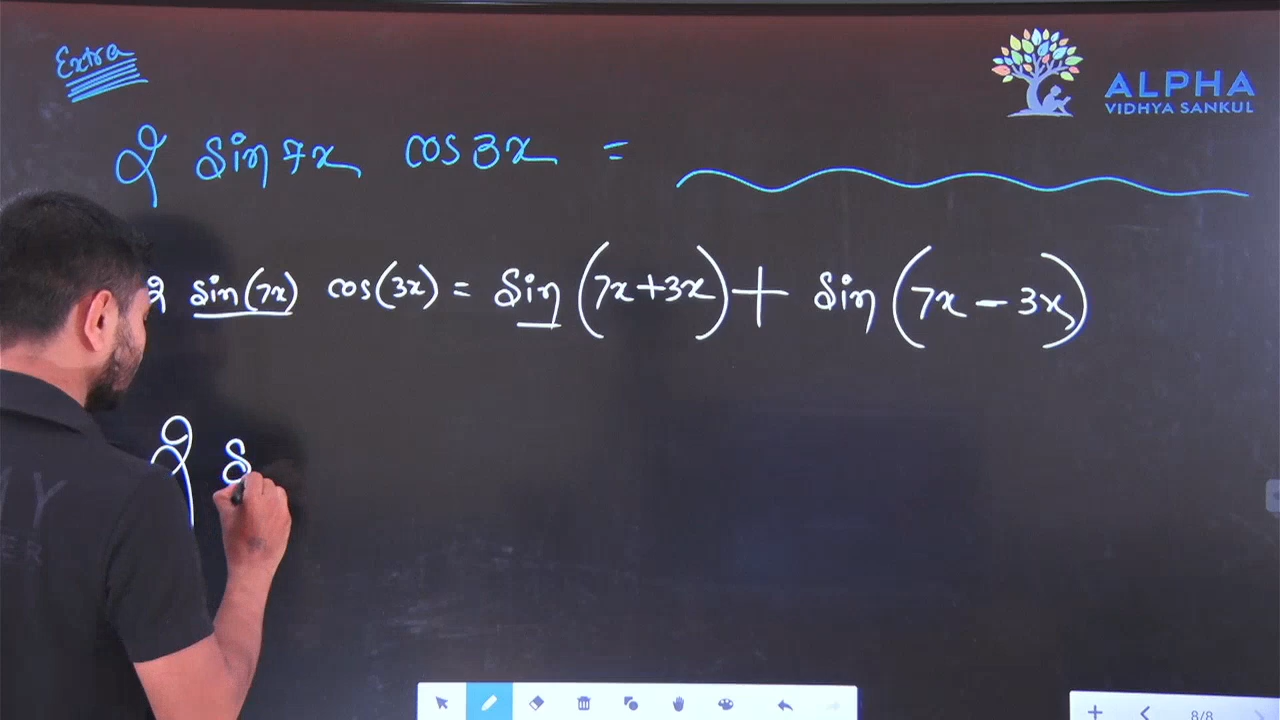 Extra
ALPHA
VIDHYA SANKUL
2 sin 7x cos 3x =
2 sin(7x) cos(3x) = sin(7x+3x) + sin(7x - 3x)
2 s
8/8